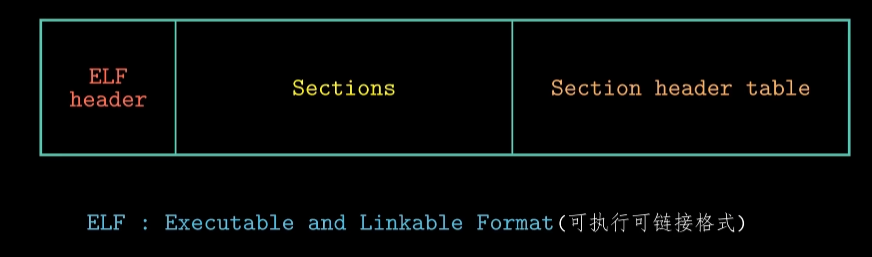 ELF
header
Sections
Section header table
ELF : Executable and Linkable Format(可执行可链接格式)